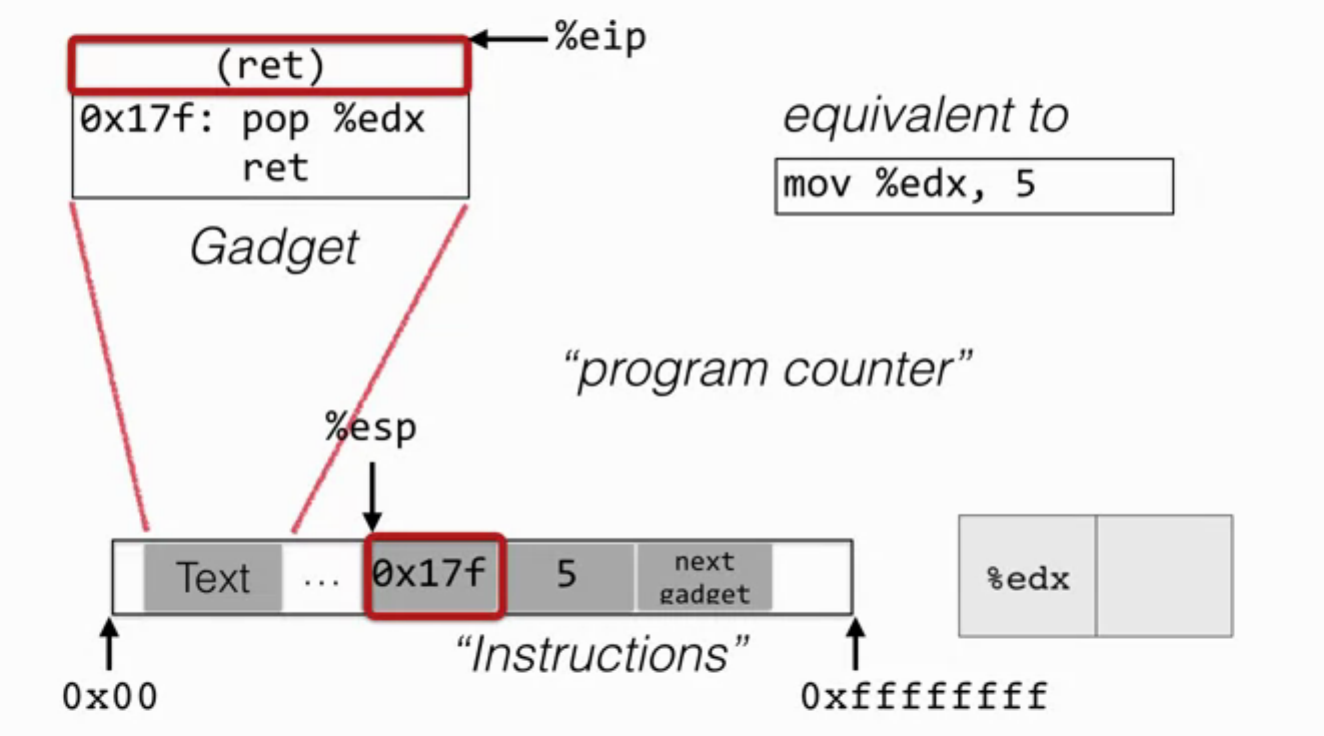 (ret)
%eip
0x17f: pop %edx
ret
Gadget
equivalent to
mov %edx, 5
“program counter”
%esp
Text
...
0x17f
5
next
gadget
%edx
“Instructions”
0x00
0xffffffff